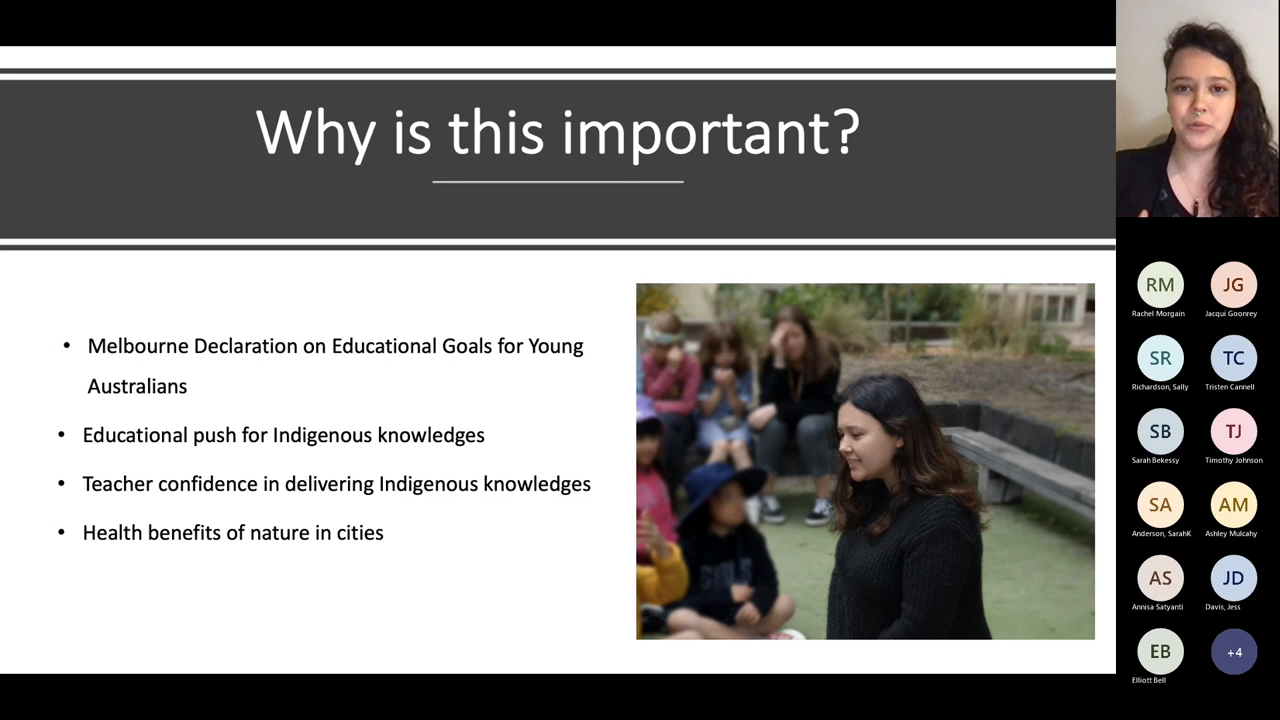 Why is this important?
• Melbourne Declaration on Educational Goals for Young
Australians
• Educational push for Indigenous knowledges
• Teacher confidence in delivering Indigenous knowledges
• Health benefits of nature in cities
RM
Rachel Morgain
JG
Jacqui Goonrey
SR
Richardson, Sally
TC
Tristen Cannell
SB
Sarah Bekessy
TJ
Timothy Johnson
SA
Anderson, SarahK
AM
Ashley Mulcahy
AS
Annisa Satyanti
JD
Davis, Jess
EB
Elliott Bell
+4